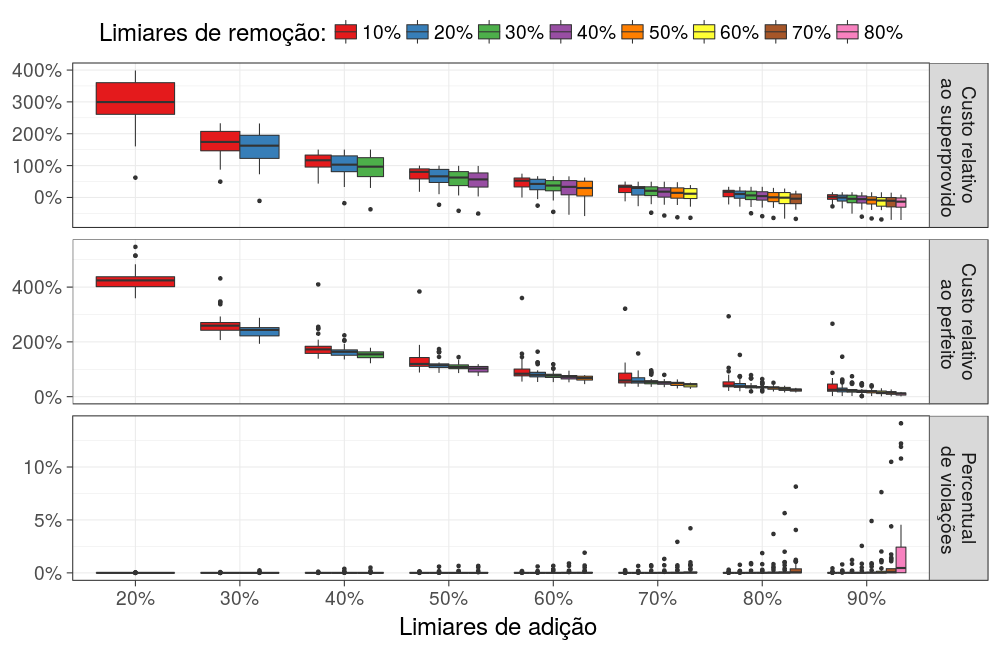 Limiares de remoção: 10% 20% 30% 40% 50% 60% 70% 80%
400%
300%
200%
100%
0%
Custo relativo
ao superprovido
400%
200%
0%
Custo relativo
ao perfeito
10%
5%
0%
Percentual
de violações
20% 30% 40% 50% 60% 70% 80% 90%
Limiares de adição